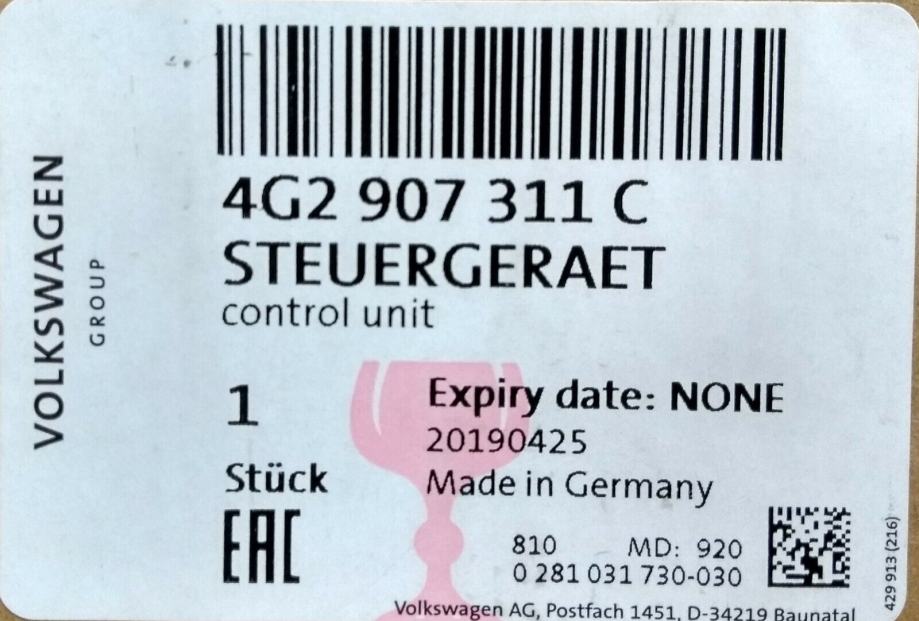 VOLKSWAGEN
GROUP
4G2 907 311 C
STEUERGERAET
control unit
1
Expiry date: NONE
20190425
Stück
Made in Germany
EAC
810 MD: 920
0 281 031 730-030
Volkswagen AG, Postfach 1451, D-34219 Baunatal
429 913 (216)